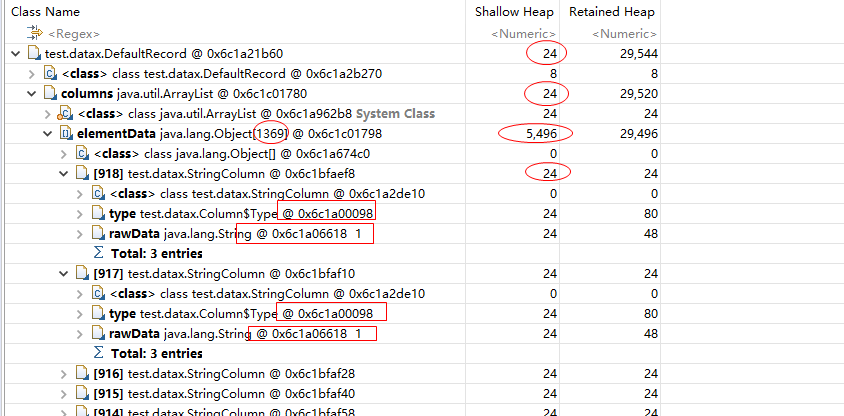 Class Name Shallow Heap Retained Heap
<Regex> <Numeric> <Numeric>
test.datax.DefaultRecord @ 0x6c1a21b60 24 29,544
<class> class test.datax.DefaultRecord @ 0x6c1a2b270 8 8
columns java.util.ArrayList @ 0x6c1c01780 24 29,520
<class> class java.util.ArrayList @ 0x6c1a962b8 System Class 24 24
elementData java.lang.Object[1369] @ 0x6c1c01798 5,496 29,496
<class> class java.lang.Object[] @ 0x6c1a674c0 0 0
[918] test.datax.StringColumn @ 0x6c1bfaef8 24 24
<class> class test.datax.StringColumn @ 0x6c1a2de10 0 0
type test.datax.Column$Type @ 0x6c1a00098 24 80
rawData java.lang.String @ 0x6c1a06618 1 24 48
Σ Total: 3 entries
[917] test.datax.StringColumn @ 0x6c1bfaf10 24 24
<class> class test.datax.StringColumn @ 0x6c1a2de10 0 0
type test.datax.Column$Type @ 0x6c1a00098 24 80
rawData java.lang.String @ 0x6c1a06618 1 24 48
Σ Total: 3 entries
[916] test.datax.StringColumn @ 0x6c1bfaf28 24 24
[915] test.datax.StringColumn @ 0x6c1bfaf40 24 24
[914] test.datax.StringColumn @ 0x6c1bfaf58 24 24